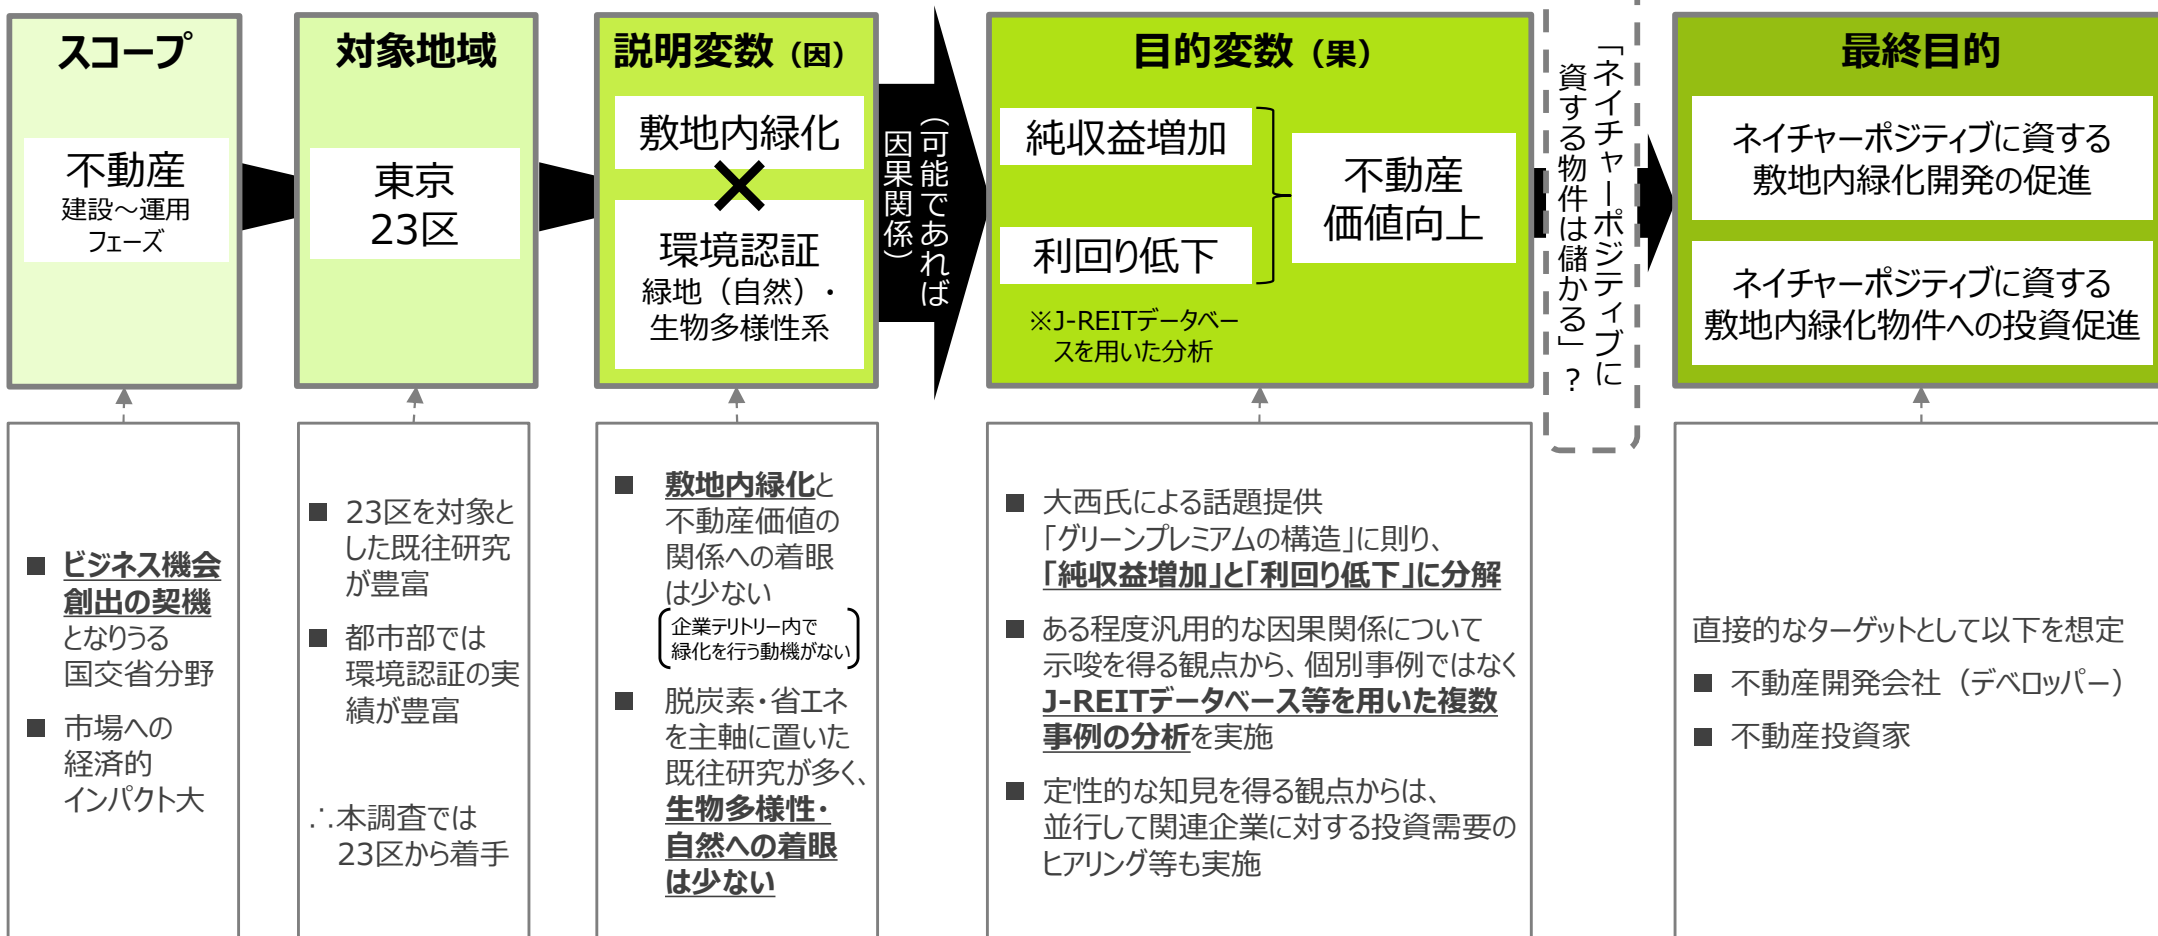 スコープ
不動産
建設～運用
フェーズ
対象地域
東京
23区
説明変数（因）
敷地内緑化
×
環境認証
緑地（自然）・
生物多様性系
（可能であれば
因果関係）
目的変数（果）
純収益増加
利回り低下
不動産
価値向上
※J-REITデータベー
スを用いた分析
「ネイチャーポジティブに
資する物件は儲かる」？
最終目的
ネイチャーポジティブに資する
敷地内緑化開発の促進
ネイチャーポジティブに資する
敷地内緑化物件への投資促進
■ ビジネス機会
創出の契機
となりうる
国交省分野
■ 市場への
経済的
インパクト大
■ 23区を対象と
した既往研究
が豊富
■ 都市部では
環境認証の実
績が豊富
∴本調査では
23区から着手
■ 敷地内緑化と
不動産価値の
関係への着眼
は少ない
企業テリトリー内で
緑化を行う動機がない
■ 脱炭素・省エネ
を主軸に置いた
既往研究が多く、
生物多様性・
自然への着眼
は少ない
■ 大西氏による話題提供
「グリーンプレミアムの構造」に則り、
「純収益増加」と「利回り低下」に分解
■ ある程度汎用的な因果関係について
示唆を得る観点から、個別事例ではなく
J-REITデータベース等を用いた複数
事例の分析を実施
■ 定性的な知見を得る観点からは、
並行して関連企業に対する投資需要の
ヒアリング等も実施
直接的なターゲットとして以下を想定
■ 不動産開発会社（デベロッパー）
■ 不動産投資家